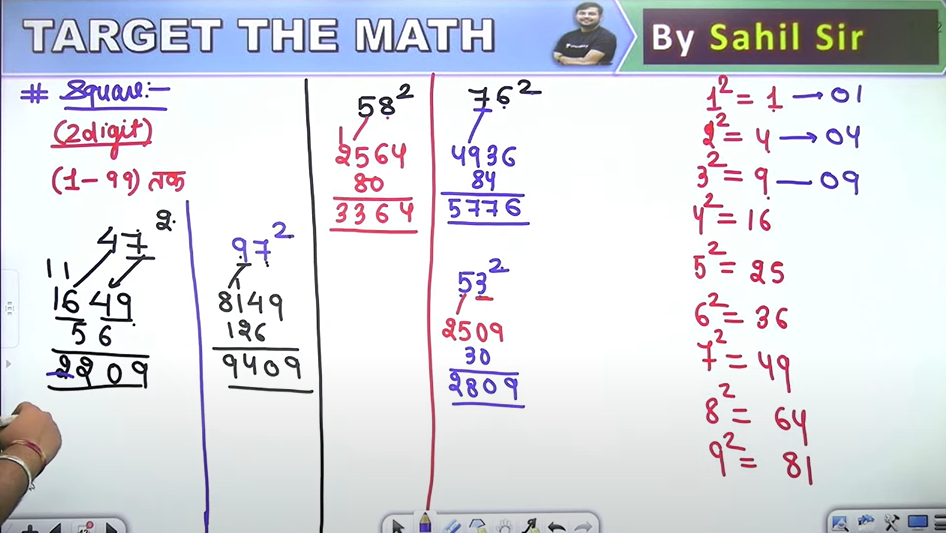 TARGET THE MATH
By Sahil Sir
# Square:-
(2digit)
(1-99) तक
47²
11
1649
56
2209
97²
1
8149
126
9409
58²
1
2564
80
3364
76²
4936
84
5776
53²
2509
30
2809
1² = 1 → 01
2² = 4 → 04
3² = 9 — 09
4² = 16
5² = 25
6² = 36
7² = 49
8² = 64
9² = 81